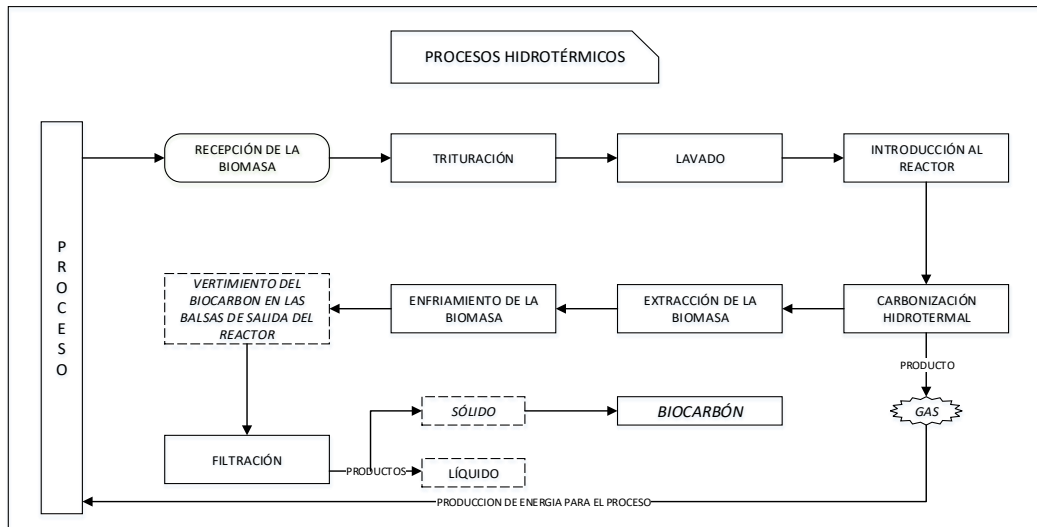 PROCESOS HIDROTÉRMICOS
PROCESO
RECEPCIÓN DE LA
BIOMASA
TRITURACIÓN
LAVADO
INTRODUCCIÓN AL
REACTOR
VERTIMIENTO DEL
BIOCARBON EN LAS
BALSAS DE SALIDA DEL
REACTOR
ENFRIAMIENTO DE LA
BIOMASA
EXTRACCIÓN DE LA
BIOMASA
CARBONIZACIÓN
HIDROTERMAL
PRODUCTO
GAS
SÓLIDO
BIOCARBÓN
FILTRACIÓN
PRODUCTOS
LÍQUIDO
PRODUCCION DE ENERGIA PARA EL PROCESO